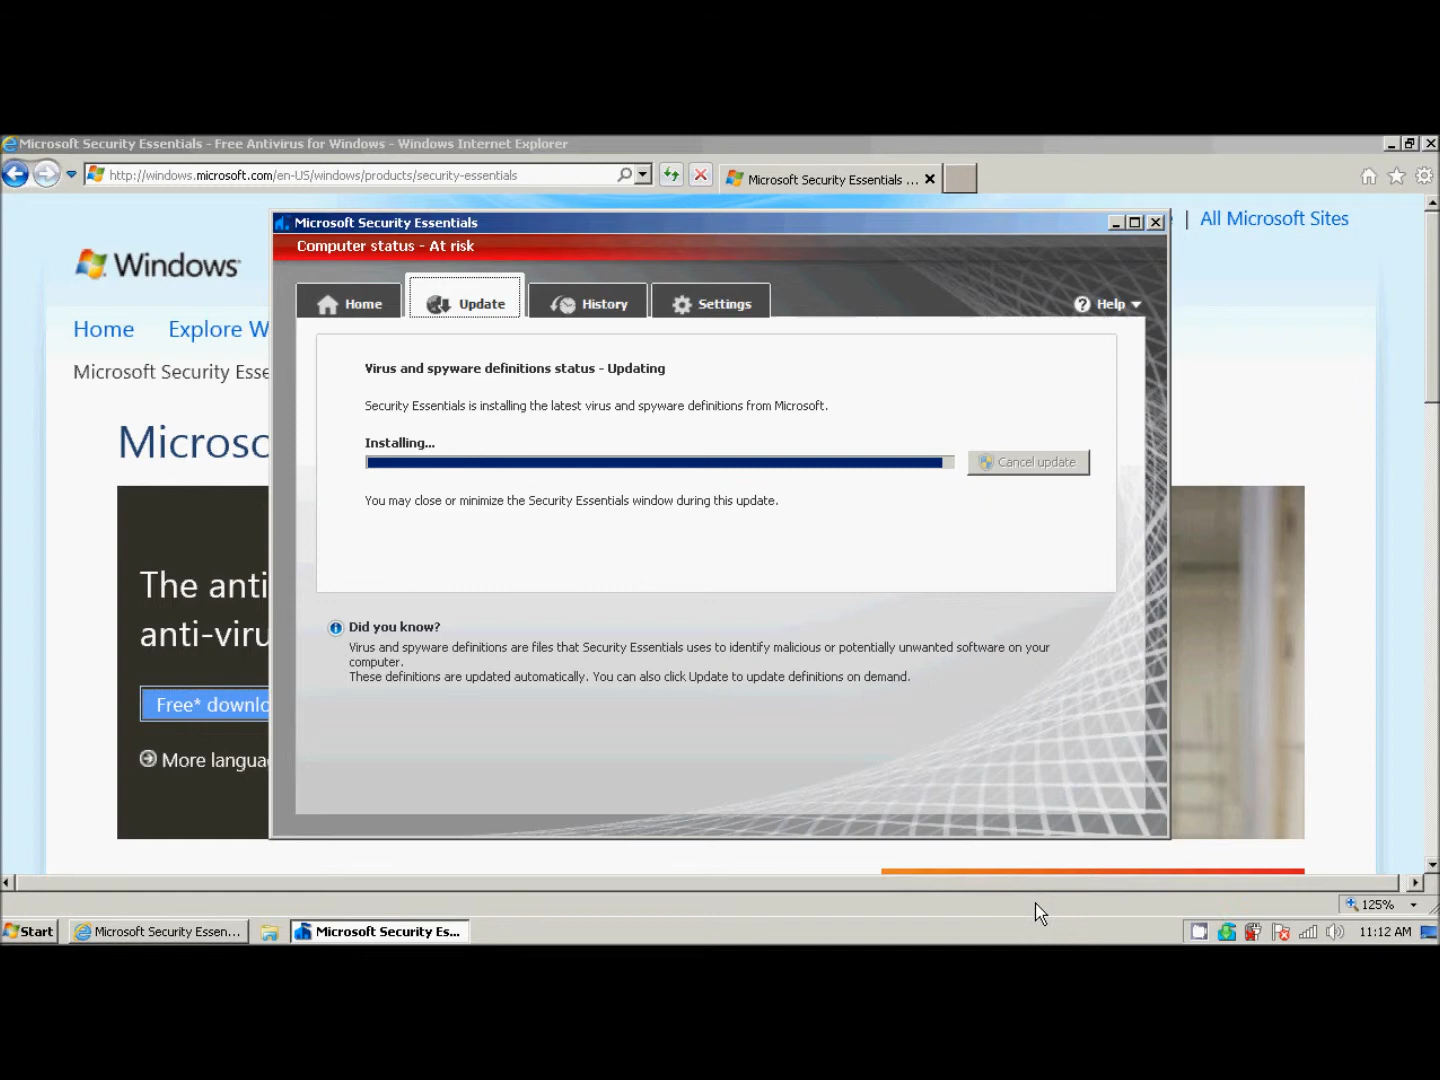 Microsoft Security Essentials - Free Antivirus for Windows - Windows Internet Explorer
http://windows.microsoft.com/en-US/windows/products/security-essentials
Microsoft Security Essentials ...
All Microsoft Sites
Windows
Home Explore W
Microsoft Security Esse
Microso
The anti
anti-viru
Free* downlo
More langua
Microsoft Security Essentials
Computer status - At risk
Home
Update
History
Settings
Help
Virus and spyware definitions status - Updating
Security Essentials is installing the latest virus and spyware definitions from Microsoft.
Installing...
Cancel update
You may close or minimize the Security Essentials window during this update.
Did you know?
Virus and spyware definitions are files that Security Essentials uses to identify malicious or potentially unwanted software on your
computer.
These definitions are updated automatically. You can also click Update to update definitions on demand.
125%
Start
Microsoft Security Essen...
Microsoft Security Es...
11:12 AM